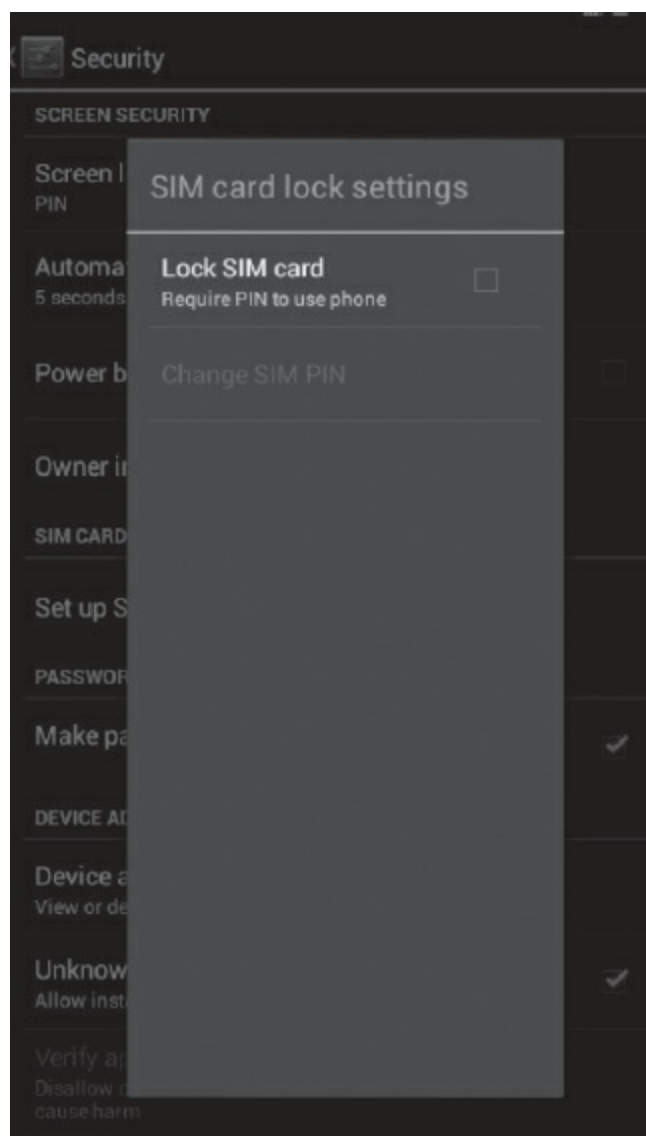 Security
SCREEN SECURITY
Screen l
PIN
SIM card lock settings
Automa
5 seconds
Lock SIM card
Require PIN to use phone
Power b
Change SIM PIN
Owner in
SIM CARD
Set up S
PASSWOR
Make pa
DEVICE AD
Device a
View or de
Unknow
Allow inst
Verify ap
Disallow
cause harm